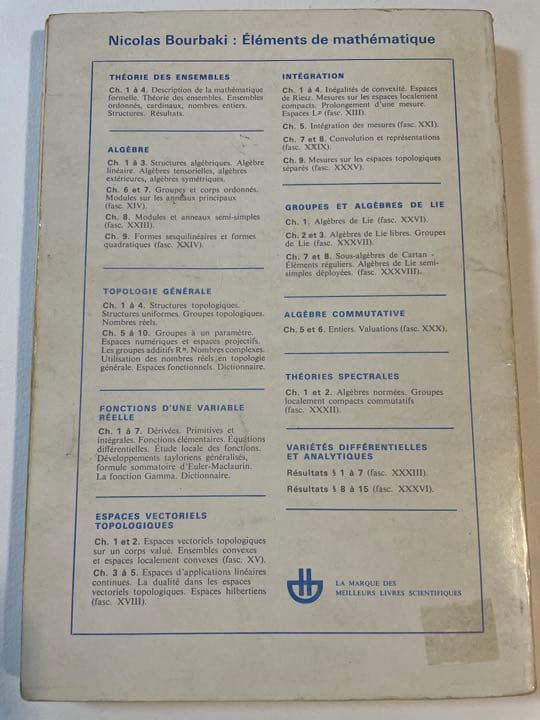 Nicolas Bourbaki : Éléments de mathématique
THÉORIE DES ENSEMBLES
Ch. 1 à 4. Description de la mathématique
formelle. Théorie des ensembles. Ensembles
ordonnés, cardinaux, nombres entiers.
Structures. Résultats.
ALGÈBRE
Ch. 1 à 3. Structures algébriques. Algèbre
linéaire. Algèbres tensorielles, algèbres
extérieures, algèbres symétriques.
Ch. 6 et 7. Groupes et corps ordonnés.
Modules sur les anneaux principaux
(fasc. XIV).
Ch. 8. Modules et anneaux semi-simples
(fasc. XXIII).
Ch. 9. Formes sesquilinéaires et formes
quadratiques (fasc. XXIV).
TOPOLOGIE GÉNÉRALE
Ch. 1 à 4. Structures topologiques.
Structures uniformes. Groupes topologiques.
Nombres réels.
Ch. 5 à 10. Groupes à un paramètre.
Espaces numériques et espaces projectifs.
Les groupes additifs Rⁿ. Nombres complexes.
Utilisation des nombres réels en topologie
générale. Espaces fonctionnels. Dictionnaire.
FONCTIONS D'UNE VARIABLE
RÉELLE
Ch. 1 à 7. Dérivées. Primitives et
intégrales. Fonctions élémentaires. Équations
différentielles. Étude locale des fonctions.
Développements tayloriens généralisés,
formule sommatoire d'Euler-Maclaurin.
La fonction Gamma. Dictionnaire.
ESPACES VECTORIELS
TOPOLOGIQUES
Ch. 1 et 2. Espaces vectoriels topologiques
sur un corps valué. Ensembles convexes
et espaces localement convexes (fasc. XV).
Ch. 3 à 5. Espaces d'applications linéaires
continues. La dualité dans les espaces
vectoriels topologiques. Espaces hilbertiens
(fasc. XVIII).
INTÉGRATION
Ch. 1 à 4. Inégalités de convexité. Espaces
de Riesz. Mesures sur les espaces localement
compacts. Prolongement d'une mesure.
Espaces Lᵖ (fasc. XIII).
Ch. 5. Intégration des mesures (fasc. XXI).
Ch. 7 et 8. Convolution et représentations
(fasc. XXIX).
Ch. 9. Mesures sur les espaces topologiques
séparés (fasc. XXXV).
GROUPES ET ALGÈBRES DE LIE
Ch. 1. Algèbres de Lie (fasc. XXVI).
Ch. 2 et 3. Algèbres de Lie libres. Groupes
de Lie (fasc. XXXVII).
Ch. 7 et 8. Sous-algèbres de Cartan -
Éléments réguliers. Algèbres de Lie semi-
simples déployées. (fasc. XXXVIII).
ALGÈBRE COMMUTATIVE
Ch. 5 et 6. Entiers. Valuations (fasc. XXX).
THÉORIES SPECTRALES
Ch. 1 et 2. Algèbres normées. Groupes
localement compacts commutatifs
(fasc. XXXII).
VARIÉTÉS DIFFÉRENTIELLES
ET ANALYTIQUES
Résultats § 1 à 7 (fasc. XXXIII).
Résultats § 8 à 15 (fasc. XXXVI).
LA MARQUE DES
MEILLEURS LIVRES SCIENTIFIQUES